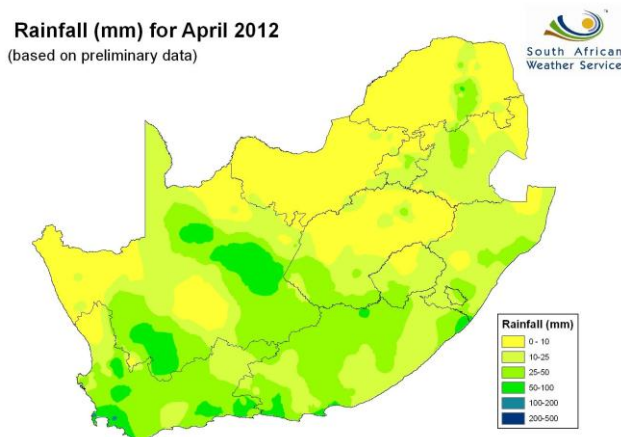 Rainfall (mm) for April 2012
(based on preliminary data)
South African
Weather Service
Rainfall (mm)
0 - 10
10-25
25-50
50-100
100-200
200-500